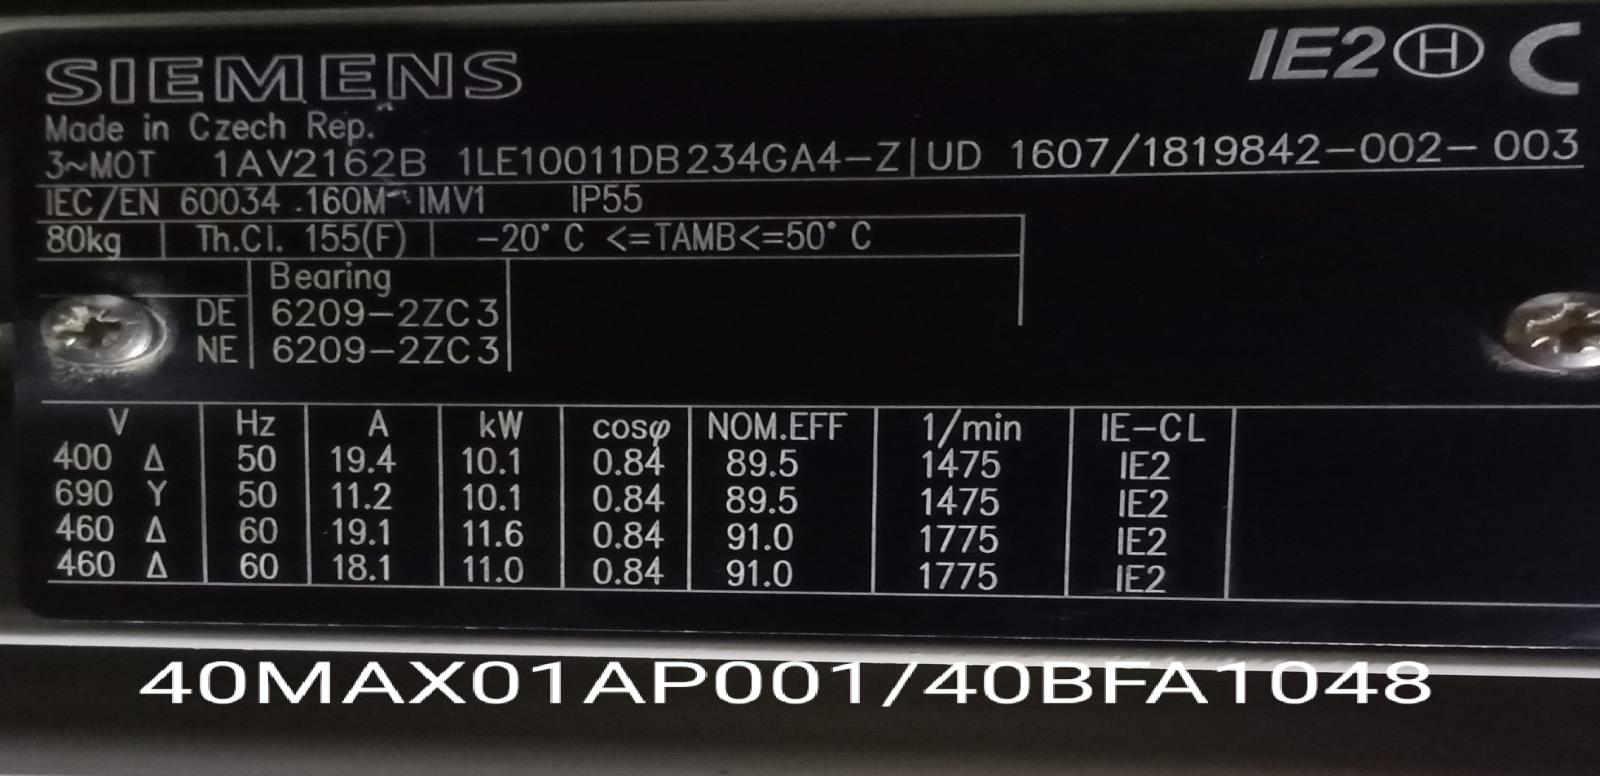 SIEMENS IE2 H C
Made in Czech Rep.
3~MOT 1AV2162B 1LE10011DB234GA4-Z UD 1607/1819842-002-003
IEC/EN 60034 160M IMV1 IP55
80kg Th.Cl. 155(F) -20°C <=TAMB<=50°C
Bearing
DE 6209-2ZC3
NE 6209-2ZC3
V Hz A kW cosφ NOM.EFF 1/min IE-CL
400 Δ 50 19.4 10.1 0.84 89.5 1475 IE2
690 Y 50 11.2 10.1 0.84 89.5 1475 IE2
460 Δ 60 19.1 11.6 0.84 91.0 1775 IE2
460 Δ 60 18.1 11.0 0.84 91.0 1775 IE2
40MAX01AP001/40BFA1048